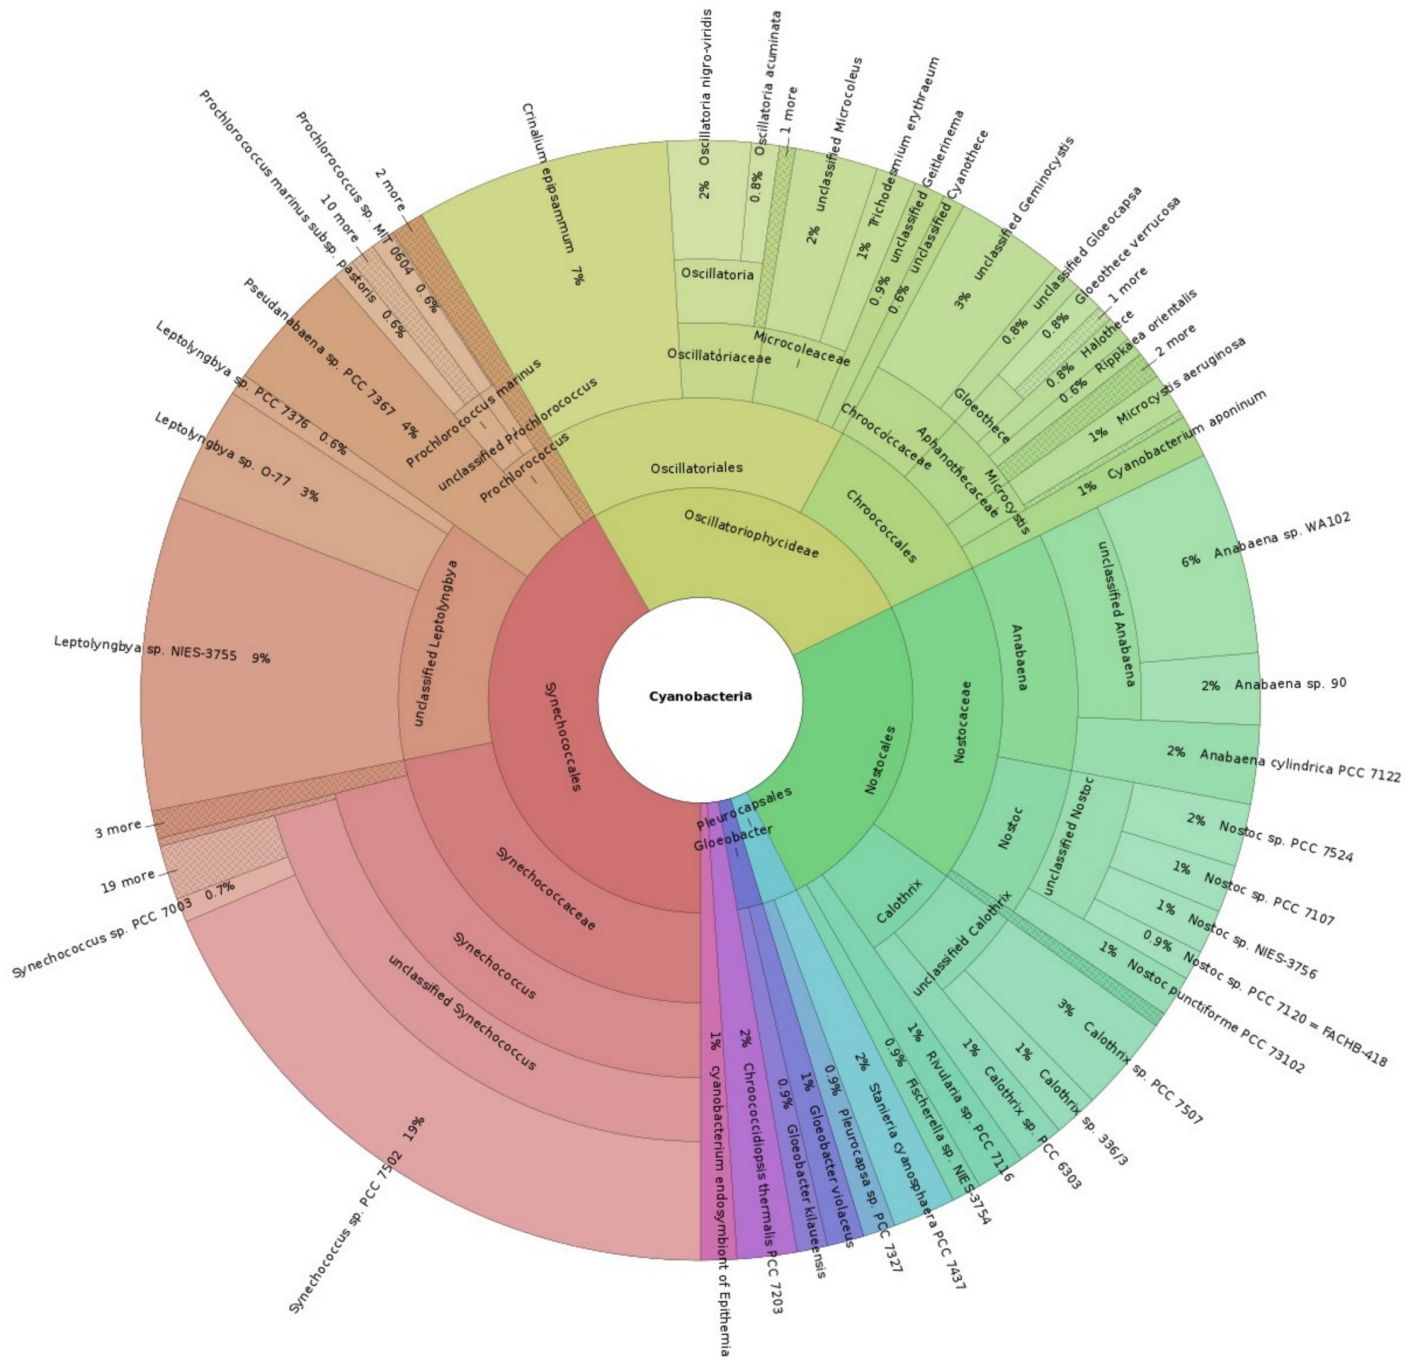 Cyanobacteria
Oscillatoriophycideae
Oscillatoriales
Crinalium epipsammum 7%
Oscillatoriaceae
Oscillatoria
2% Oscillatoria nigro-viridis
0.8% Oscillatoria acuminata
1 more
Microcoleaceae
2% unclassified Microcoleus
1% Trichodesmium erythraeum
0.9% unclassified Geitlerinema
0.6% unclassified Cyanothece
Chroococcales
Chroococcaceae
3% unclassified Geminocystis
0.8% unclassified Gloeocapsa
Aphanothecaceae
Gloeothece
0.8% Gloeothece verrucosa
1 more
0.8% Halothece
0.6% Rippkaea orientalis
2 more
Microcystis
1% Microcystis aeruginosa
1% Cyanobacterium aponinum
Nostocales
Nostocaceae
Anabaena
unclassified Anabaena
6% Anabaena sp. WA102
2% Anabaena sp. 90
2% Anabaena cylindrica PCC 7122
Nostoc
unclassified Nostoc
2% Nostoc sp. PCC 7524
1% Nostoc sp. PCC 7107
1% Nostoc sp. NIES-3756
0.9% Nostoc sp. PCC 7120 = FACHB-418
1% Nostoc punctiforme PCC 73102
Calothrix
unclassified Calothrix
3% Calothrix sp. PCC 7507
1% Calothrix sp. 336/3
1% Calothrix sp. PCC 6303
1% Rivularia sp. PCC 7116
0.9% Fischerella sp. NIES-3754
Pleurocapsales
2% Stanieria cyanosphaera PCC 7437
0.9% Pleurocapsa sp. PCC 7327
Gloeobacter
1% Gloeobacter violaceus
0.9% Gloeobacter kilaueensis
2% Chroococcidiopsis thermalis PCC 7203
1% cyanobacterium endosymbiont of Epithemia
Synechococcales
Synechococcaceae
Synechococcus
unclassified Synechococcus
Synechococcus sp. PCC 7502 19%
Synechococcus sp. PCC 7003 0.7%
19 more
3 more
unclassified Leptolyngbya
Leptolyngbya sp. NIES-3755 9%
Leptolyngbya sp. O-77 3%
Leptolyngbya sp. PCC 7376 0.6%
Pseudanabaena sp. PCC 7367 4%
Prochlorococcus
Prochlorococcus marinus
Prochlorococcus marinus subsp. pastoris 0.6%
10 more
unclassified Prochlorococcus
Prochlorococcus sp. MIT 0604 0.6%
2 more